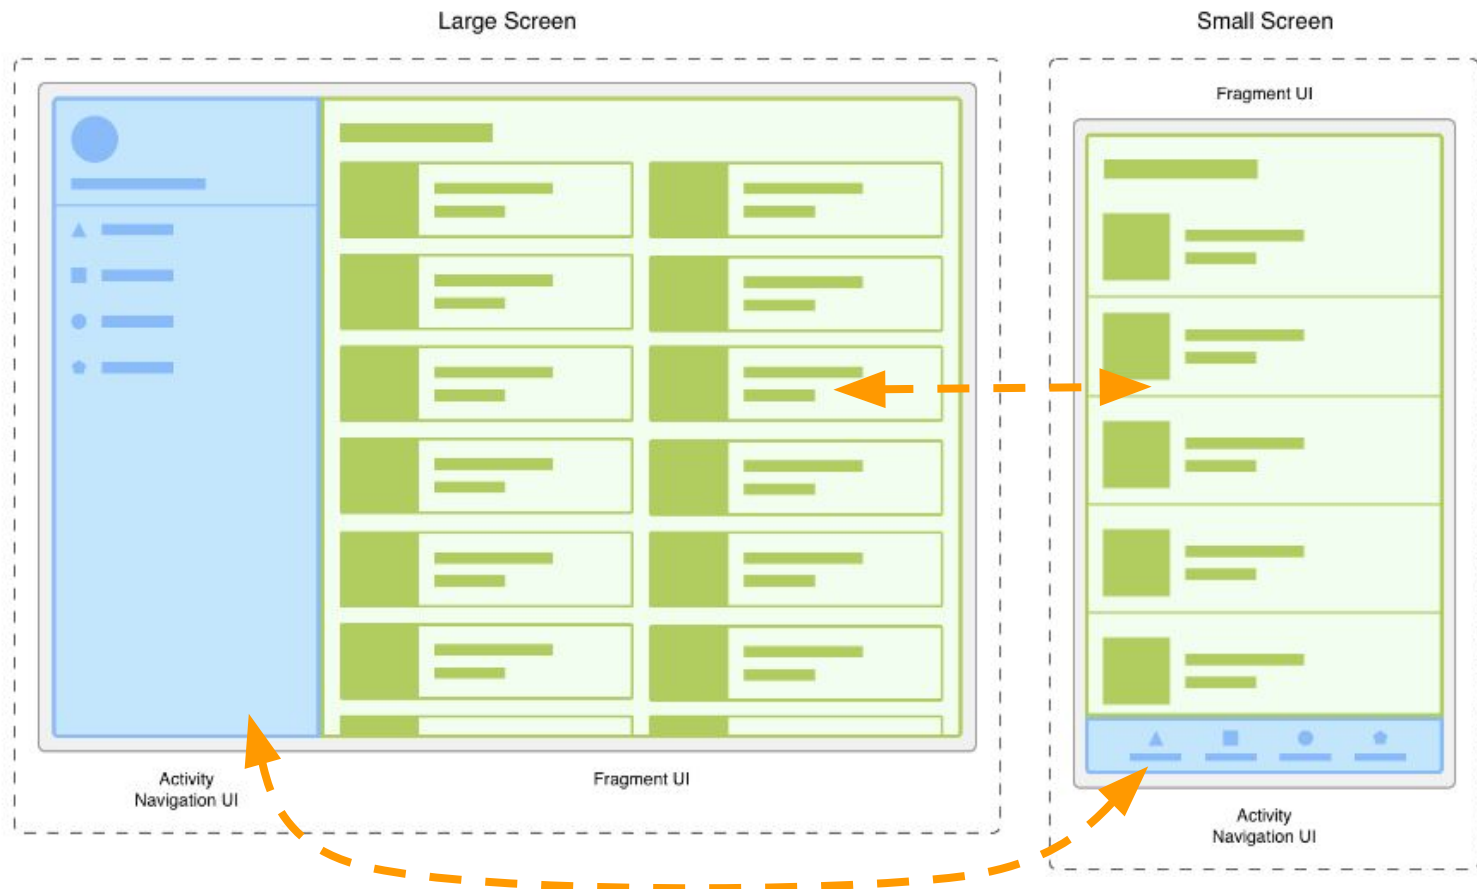 Large Screen
Small Screen
Fragment UI
Activity
Navigation UI
Fragment UI
Activity
Navigation UI